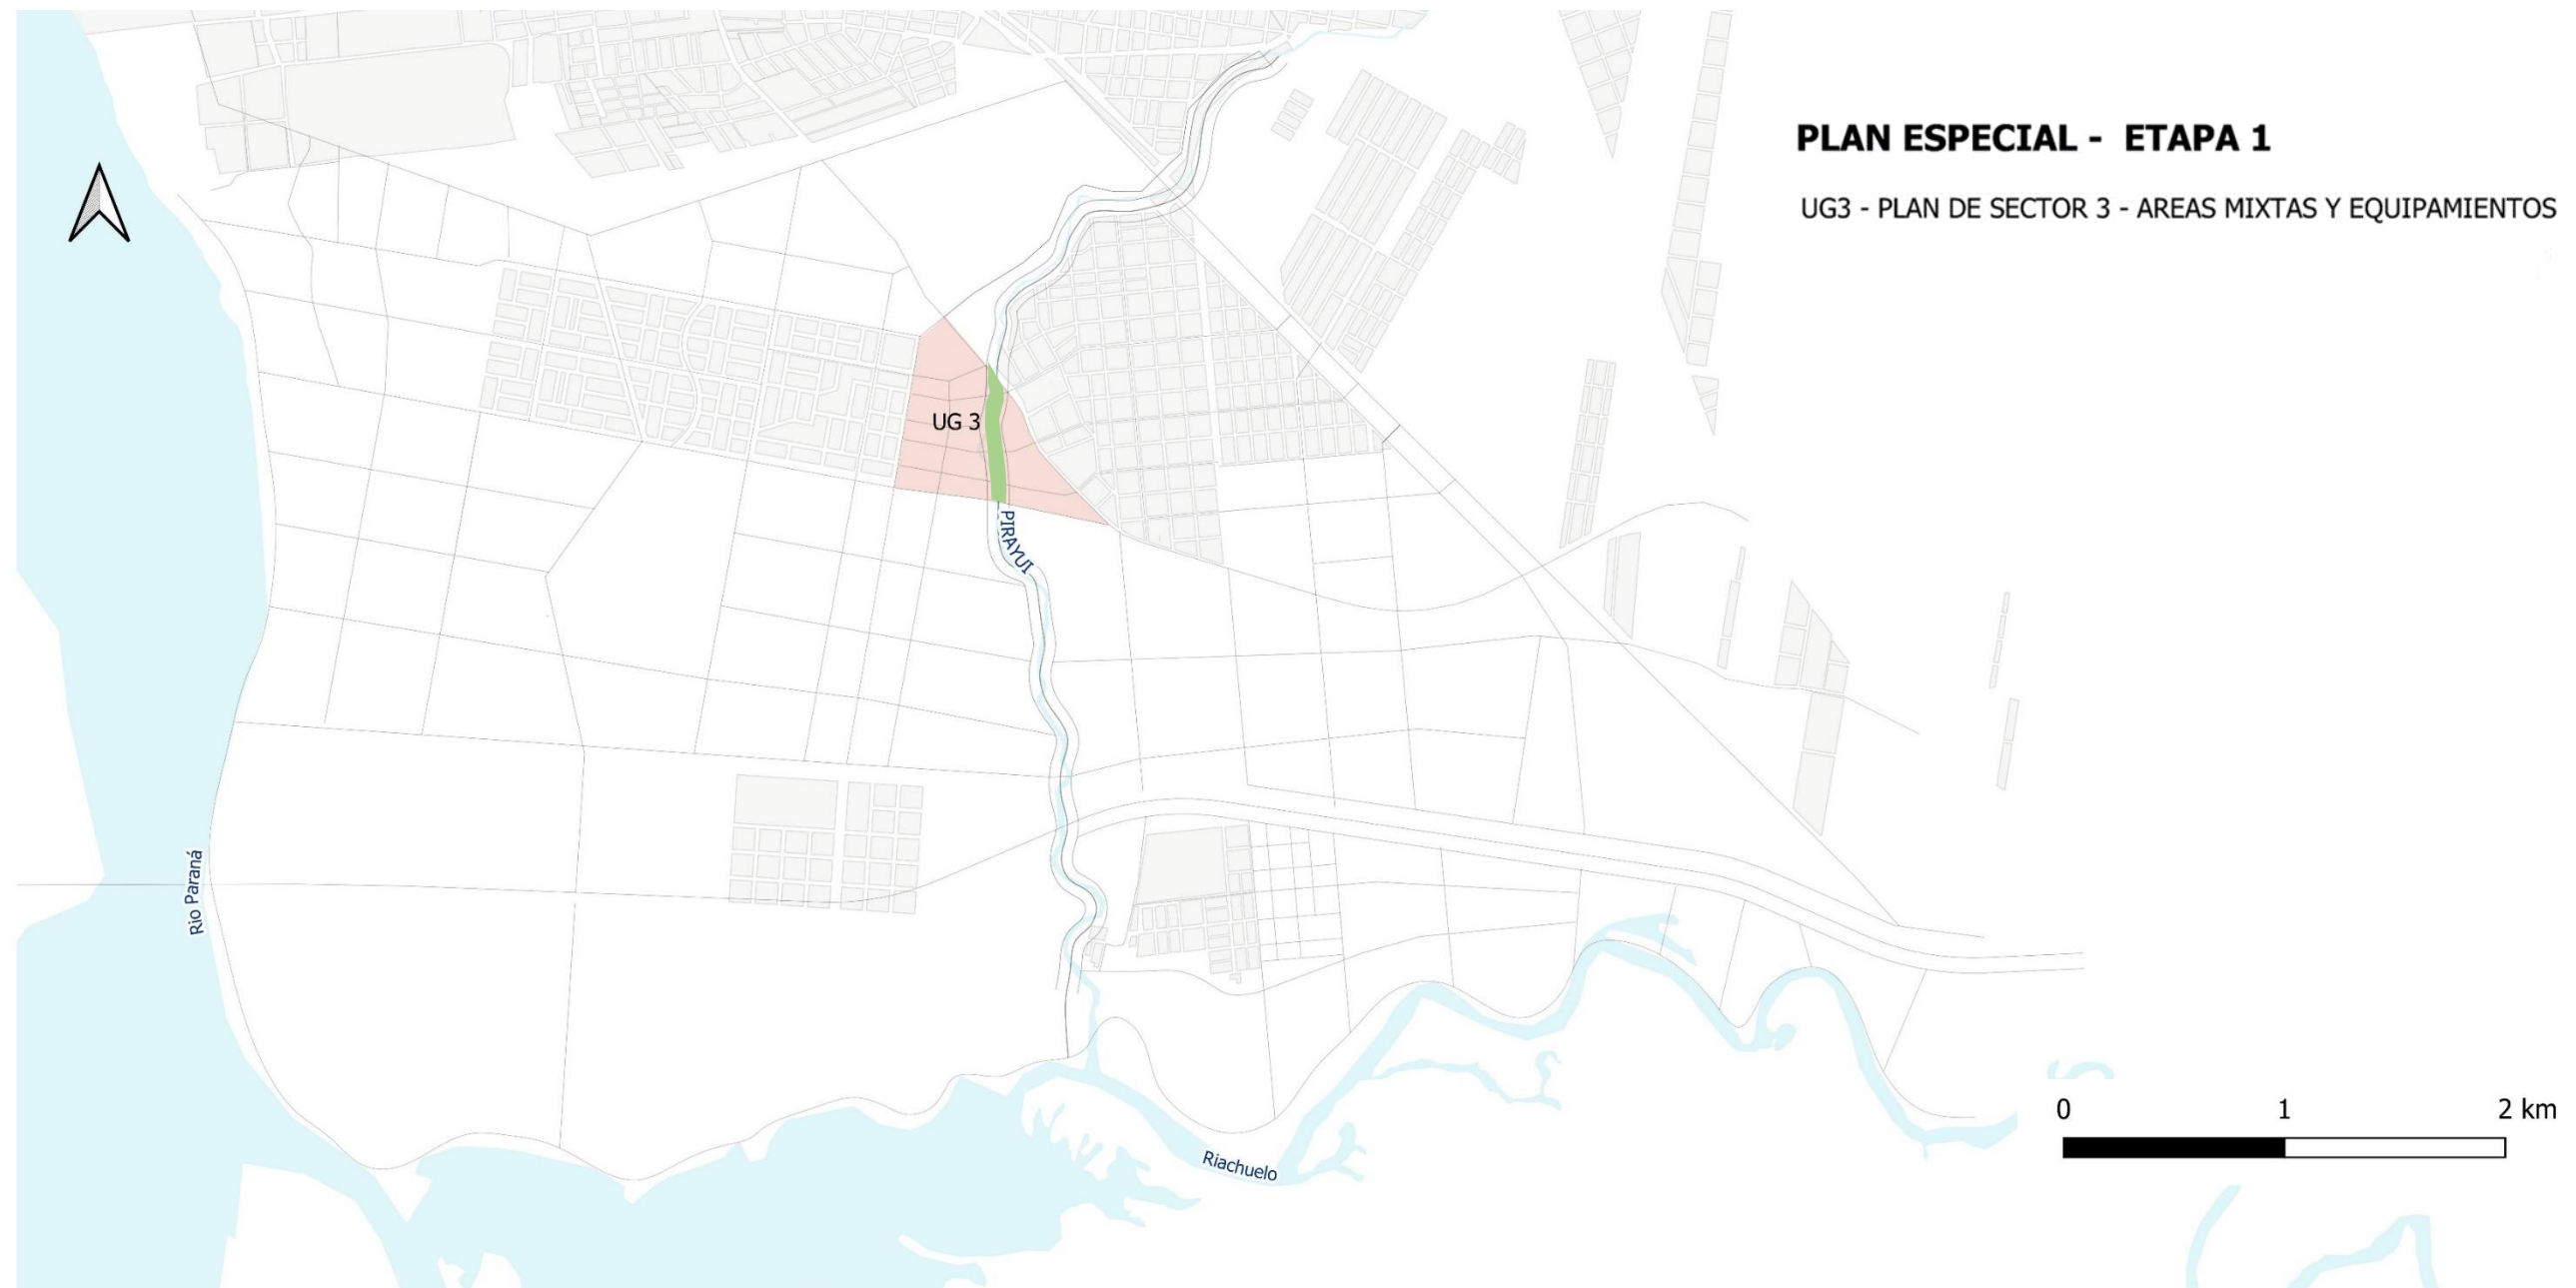 PLAN ESPECIAL - ETAPA 1
UG3 - PLAN DE SECTOR 3 - AREAS MIXTAS Y EQUIPAMIENTOS
UG 3
PIRAYUI
Rio Paraná
Riachuelo
0 1 2 km